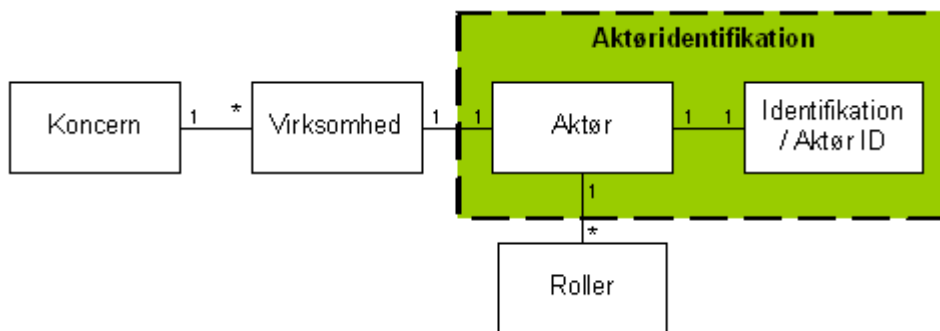 Aktøridentifikation
Koncern
1
*
Virksomhed
1
1
Aktør
1
1
Identifikation
/ Aktør ID
1
*
Roller